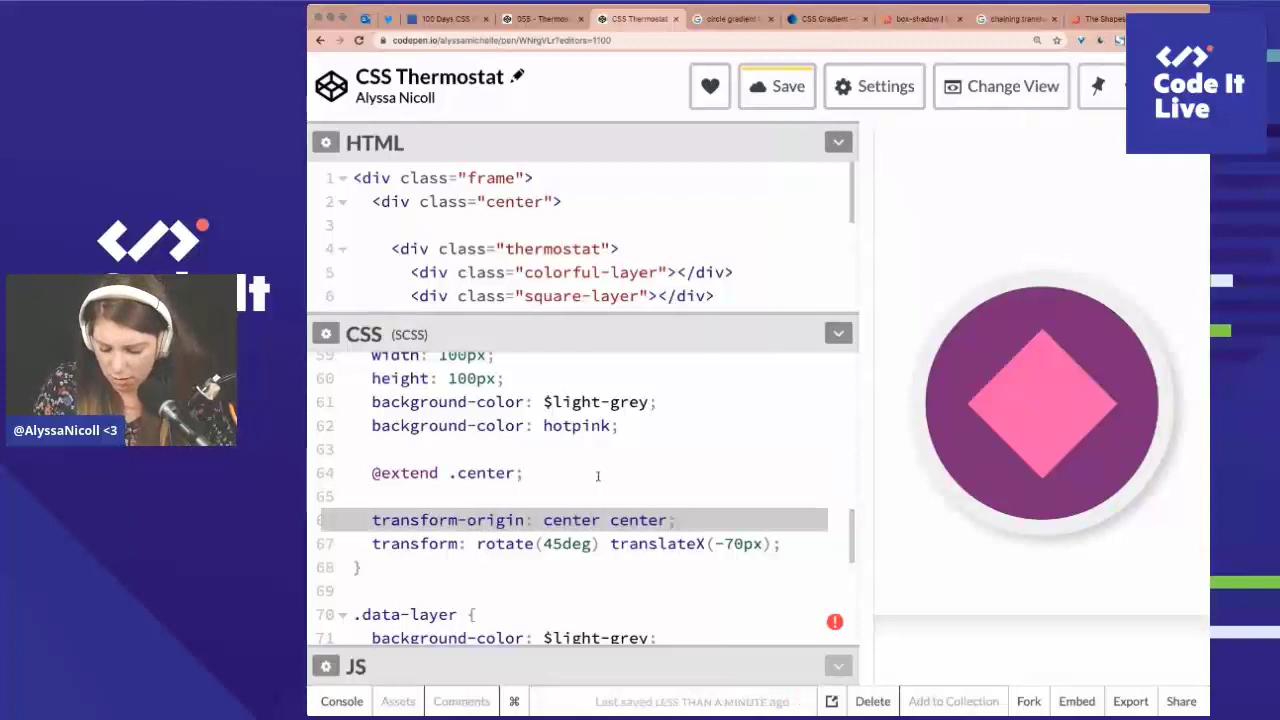 100 Days CSS
055 - Thermos
CSS Thermostat
circle gradient
CSS Gradient —
box-shadow |
chaining trans
The Shapes
codepen.io/alyssamichelle/pen/WNrgVLr?editors=1100
CSS Thermostat
Alyssa Nicoll
Save
Settings
Change View
Code It
Live
HTML
1 <div class="frame">
2 <div class="center">
3
4 <div class="thermostat">
5 <div class="colorful-layer"></div>
6 <div class="square-layer"></div>
CSS (SCSS)
59 width: 100px;
60 height: 100px;
61 background-color: $light-grey;
62 background-color: hotpink;
63
64 @extend .center;
65
transform-origin: center center;
67 transform: rotate(45deg) translateX(-70px);
68 }
69
70 .data-layer {
71 background-color: $light-grey;
JS
Console
Assets
Comments
⌘
Last saved LESS THAN A MINUTE ago
Delete
Add to Collection
Fork
Embed
Export
Share
It
@AlyssaNicoll <3